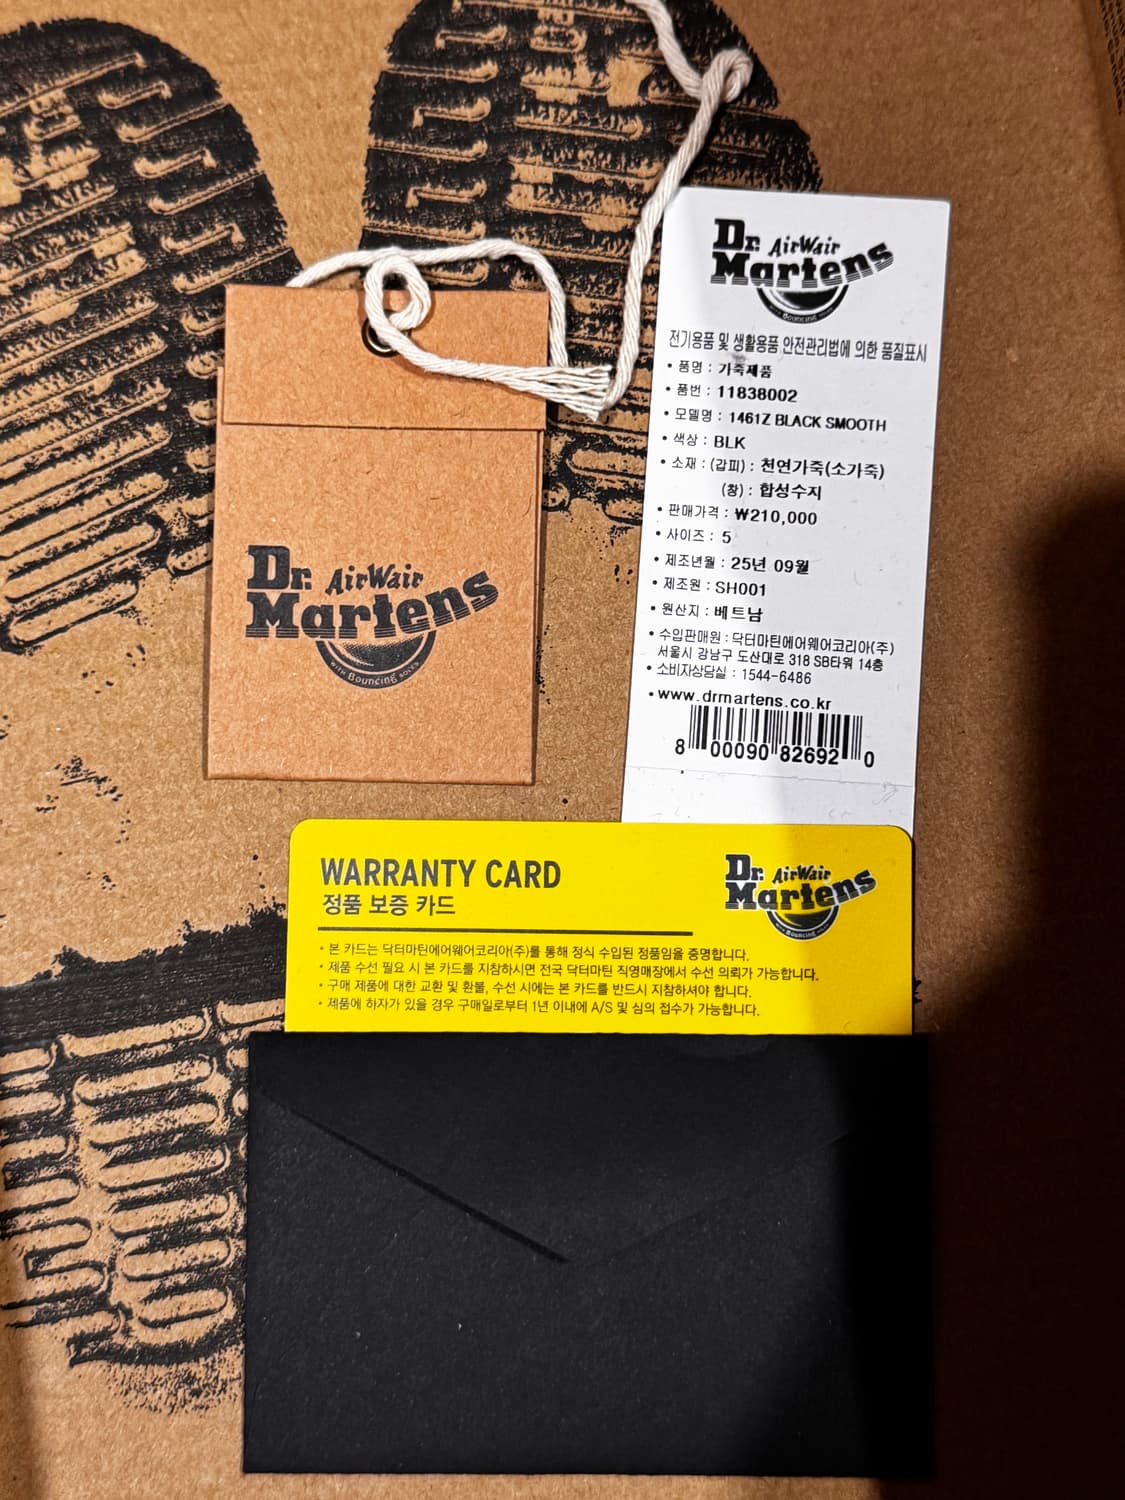 Dr. AirWair
Martens
WITH Bouncing SOLES
Dr. AirWair
Martens
전기용품 및 생활용품 안전관리법에 의한 품질표시
• 품명 : 가죽제품
• 품번 : 11838002
• 모델명 : 1461Z BLACK SMOOTH
• 색상 : BLK
• 소재 : (갑피) : 천연가죽(소가죽)
(창) : 합성수지
• 판매가격 : ₩210,000
• 사이즈 : 5
• 제조년월 : 25년 09월
• 제조원 : SH001
• 원산지 : 베트남
• 수입판매원 : 닥터마틴에어웨어코리아(주)
서울시 강남구 도산대로 318 SB타워 14층
• 소비자상담실 : 1544-6486
• www.drmartens.co.kr
8 00090 82692 0
WARRANTY CARD
정품 보증 카드
Dr. AirWair
Martens
• 본 카드는 닥터마틴에어웨어코리아(주)를 통해 정식 수입된 정품임을 증명합니다.
• 제품 수선 필요 시 본 카드를 지참하시면 전국 닥터마틴 직영매장에서 수선 의뢰가 가능합니다.
• 구매 제품에 대한 교환 및 환불, 수선 시에는 본 카드를 반드시 지참하셔야 합니다.
• 제품에 하자가 있을 경우 구매일로부터 1년 이내에 A/S 및 심의 접수가 가능합니다.